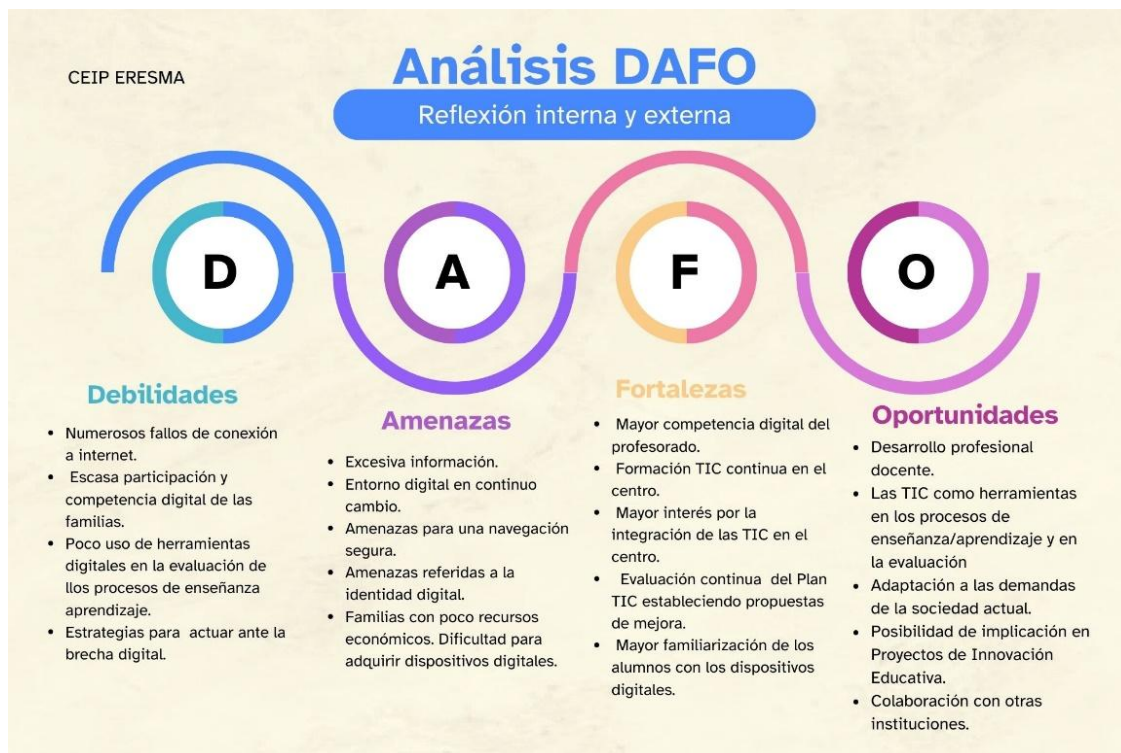 CEIP ERESMA
Análisis DAFO
Reflexión interna y externa
D
A
F
O
Debilidades
• Numerosos fallos de conexión
a internet.
• Escasa participación y
competencia digital de las
familias.
• Poco uso de herramientas
digitales en la evaluación de
llos procesos de enseñanza
aprendizaje.
• Estrategias para actuar ante la
brecha digital.
Amenazas
• Excesiva información.
• Entorno digital en continuo
cambio.
• Amenazas para una navegación
segura.
• Amenazas referidas a la
identidad digital.
• Familias con poco recursos
económicos. Dificultad para
adquirir dispositivos digitales.
Fortalezas
• Mayor competencia digital del
profesorado.
• Formación TIC continua en el
centro.
• Mayor interés por la
integración de las TIC en el
centro.
• Evaluación continua del Plan
TIC estableciendo propuestas
de mejora.
• Mayor familiarización de los
alumnos con los dispositivos
digitales.
Oportunidades
• Desarrollo profesional
docente.
• Las TIC como herramientas
en los procesos de
enseñanza/aprendizaje y en
la evaluación
• Adaptación a las demandas
de la sociedad actual.
• Posibilidad de implicación en
Proyectos de Innovación
Educativa.
• Colaboración con otras
instituciones.